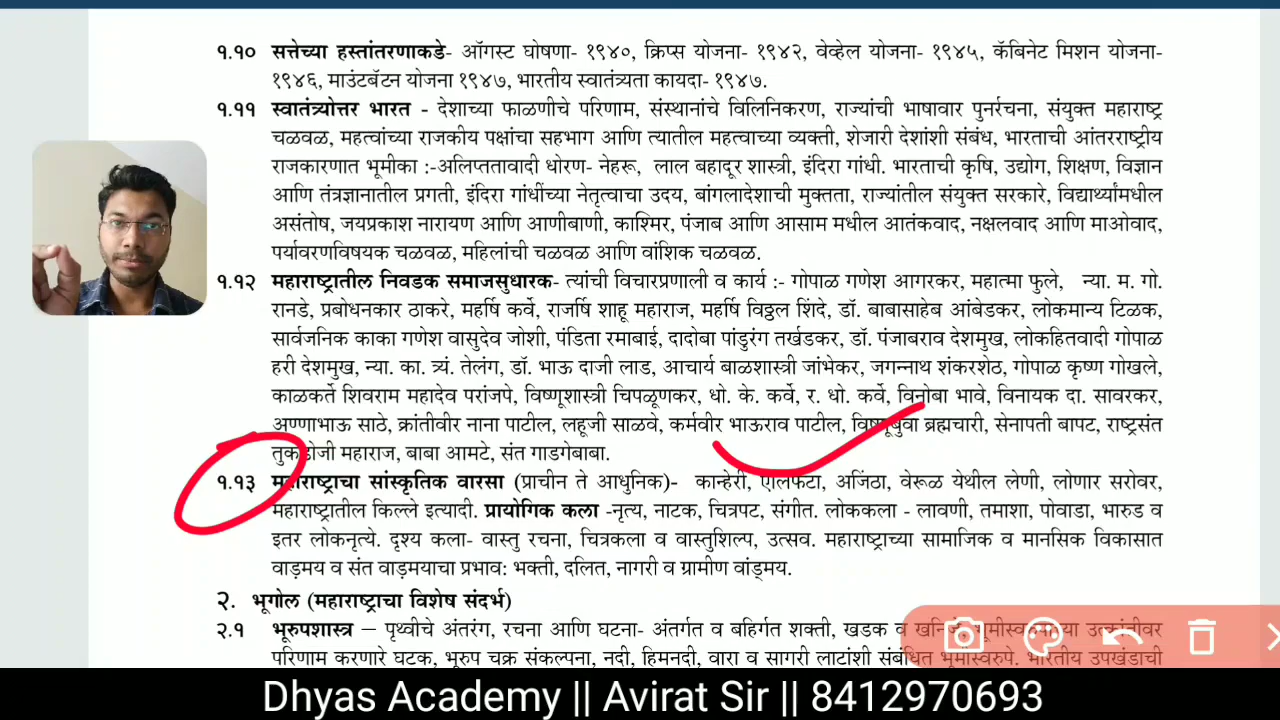 १.१० सत्तेच्या हस्तांतरणाकडे- ऑगस्ट घोषणा- १९४०, क्रिप्स योजना- १९४२, वेव्हेल योजना- १९४५, कॅबिनेट मिशन योजना-
१९४६, माउंटबॅटन योजना १९४७, भारतीय स्वातंत्र्यता कायदा- १९४७.
१.११ स्वातंत्र्योत्तर भारत - देशाच्या फाळणीचे परिणाम, संस्थानांचे विलिनिकरण, राज्यांची भाषावार पुनर्रचना, संयुक्त महाराष्ट्र
चळवळ, महत्वांच्या राजकीय पक्षांचा सहभाग आणि त्यातील महत्वाच्या व्यक्ती, शेजारी देशांशी संबंध, भारताची आंतरराष्ट्रीय
राजकारणात भूमीका :-अलिप्ततावादी धोरण- नेहरू, लाल बहादूर शास्त्री, इंदिरा गांधी. भारताची कृषि, उद्योग, शिक्षण, विज्ञान
आणि तंत्रज्ञानातील प्रगती, इंदिरा गांधींच्या नेतृत्वाचा उदय, बांगलादेशाची मुक्तता, राज्यांतील संयुक्त सरकारे, विद्यार्थ्यांमधील
असंतोष, जयप्रकाश नारायण आणि आणीबाणी, काश्मिर, पंजाब आणि आसाम मधील आतंकवाद, नक्षलवाद आणि माओवाद,
पर्यावरणविषयक चळवळ, महिलांची चळवळ आणि वांशिक चळवळ.
१.१२ महाराष्ट्रातील निवडक समाजसुधारक- त्यांची विचारप्रणाली व कार्य :- गोपाळ गणेश आगरकर, महात्मा फुले, न्या. म. गो.
रानडे, प्रबोधनकार ठाकरे, महर्षि कर्वे, राजर्षि शाहू महाराज, महर्षि विठ्ठल शिंदे, डॉ. बाबासाहेब आंबेडकर, लोकमान्य टिळक,
सार्वजनिक काका गणेश वासुदेव जोशी, पंडिता रमाबाई, दादोबा पांडुरंग तर्खडकर, डॉ. पंजाबराव देशमुख, लोकहितवादी गोपाळ
हरी देशमुख, न्या. का. त्र्यं. तेलंग, डॉ. भाऊ दाजी लाड, आचार्य बाळशास्त्री जांभेकर, जगन्नाथ शंकरशेठ, गोपाळ कृष्ण गोखले,
काळकर्ते शिवराम महादेव परांजपे, विष्णूशास्त्री चिपळूणकर, धो. के. कर्वे, र. धो. कर्वे, विनोबा भावे, विनायक दा. सावरकर,
अण्णाभाऊ साठे, क्रांतीवीर नाना पाटील, लहूजी साळवे, कर्मवीर भाऊराव पाटील, विष्णूबुवा ब्रह्मचारी, सेनापती बापट, राष्ट्रसंत
तुकडोजी महाराज, बाबा आमटे, संत गाडगेबाबा.
१.१३ महाराष्ट्राचा सांस्कृतिक वारसा (प्राचीन ते आधुनिक)- कान्हेरी, एलिफंटा, अजिंठा, वेरूळ येथील लेणी, लोणार सरोवर,
महाराष्ट्रातील किल्ले इत्यादी. प्रायोगिक कला -नृत्य, नाटक, चित्रपट, संगीत. लोककला - लावणी, तमाशा, पोवाडा, भारुड व
इतर लोकनृत्ये. दृश्य कला- वास्तु रचना, चित्रकला व वास्तुशिल्प, उत्सव. महाराष्ट्राच्या सामाजिक व मानसिक विकासात
वाड़मय व संत वाड़मयाचा प्रभाव: भक्ती, दलित, नागरी व ग्रामीण वांड़्मय.
२. भूगोल (महाराष्ट्राचा विशेष संदर्भ)
२.१ भूरुपशास्त्र – पृथ्वीचे अंतरंग, रचना आणि घटना- अंतर्गत व बहिर्गत शक्ती, खडक व
परिणाम करणारे घटक, भूरुप चक्र संकल्पना, नदी, हिमनदी, वारा व सागरी लाटांशी संबंधित भूमीस्वरुपे. भारतीय उपखंडाची
Dhyas Academy || Avirat Sir || 8412970693